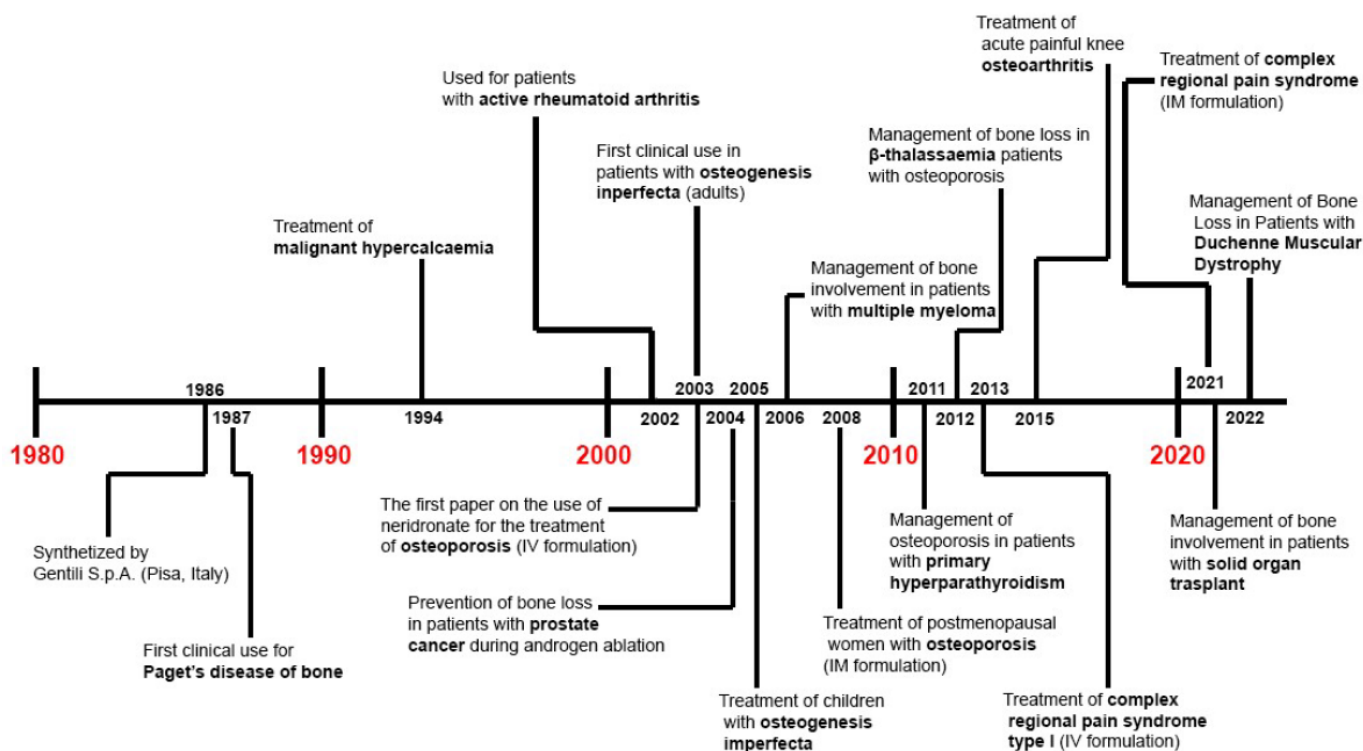 Treatment of
acute painful knee
osteoarthritis
Treatment of complex
regional pain syndrome
(IM formulation)
Used for patients
with active rheumatoid arthritis
Management of bone loss in
β-thalassaemia patients
with osteoporosis
First clinical use in
patients with osteogenesis
inperfecta (adults)
Management of Bone
Loss in Patients with
Duchenne Muscular
Dystrophy
Treatment of
malignant hypercalcaemia
Management of bone
involvement in patients
with multiple myeloma
1986
2003
2005
2011
2013
2021
1987
1994
2002
2004
2006
2008
2012
2015
2022
1980
1990
2000
2010
2020
The first paper on the use of
neridronate for the treatment
of osteoporosis (IV formulation)
Synthetized by
Gentili S.p.A. (Pisa, Italy)
Management of
osteoporosis in patients
with primary
hyperparathyroidism
Management of bone
involvement in patients
with solid organ
trasplant
Prevention of bone loss
in patients with prostate
cancer during androgen ablation
Treatment of postmenopausal
women with osteoporosis
(IM formulation)
First clinical use for
Paget's disease of bone
Treatment of children
with osteogenesis
imperfecta
Treatment of complex
regional pain syndrome
type I (IV formulation)